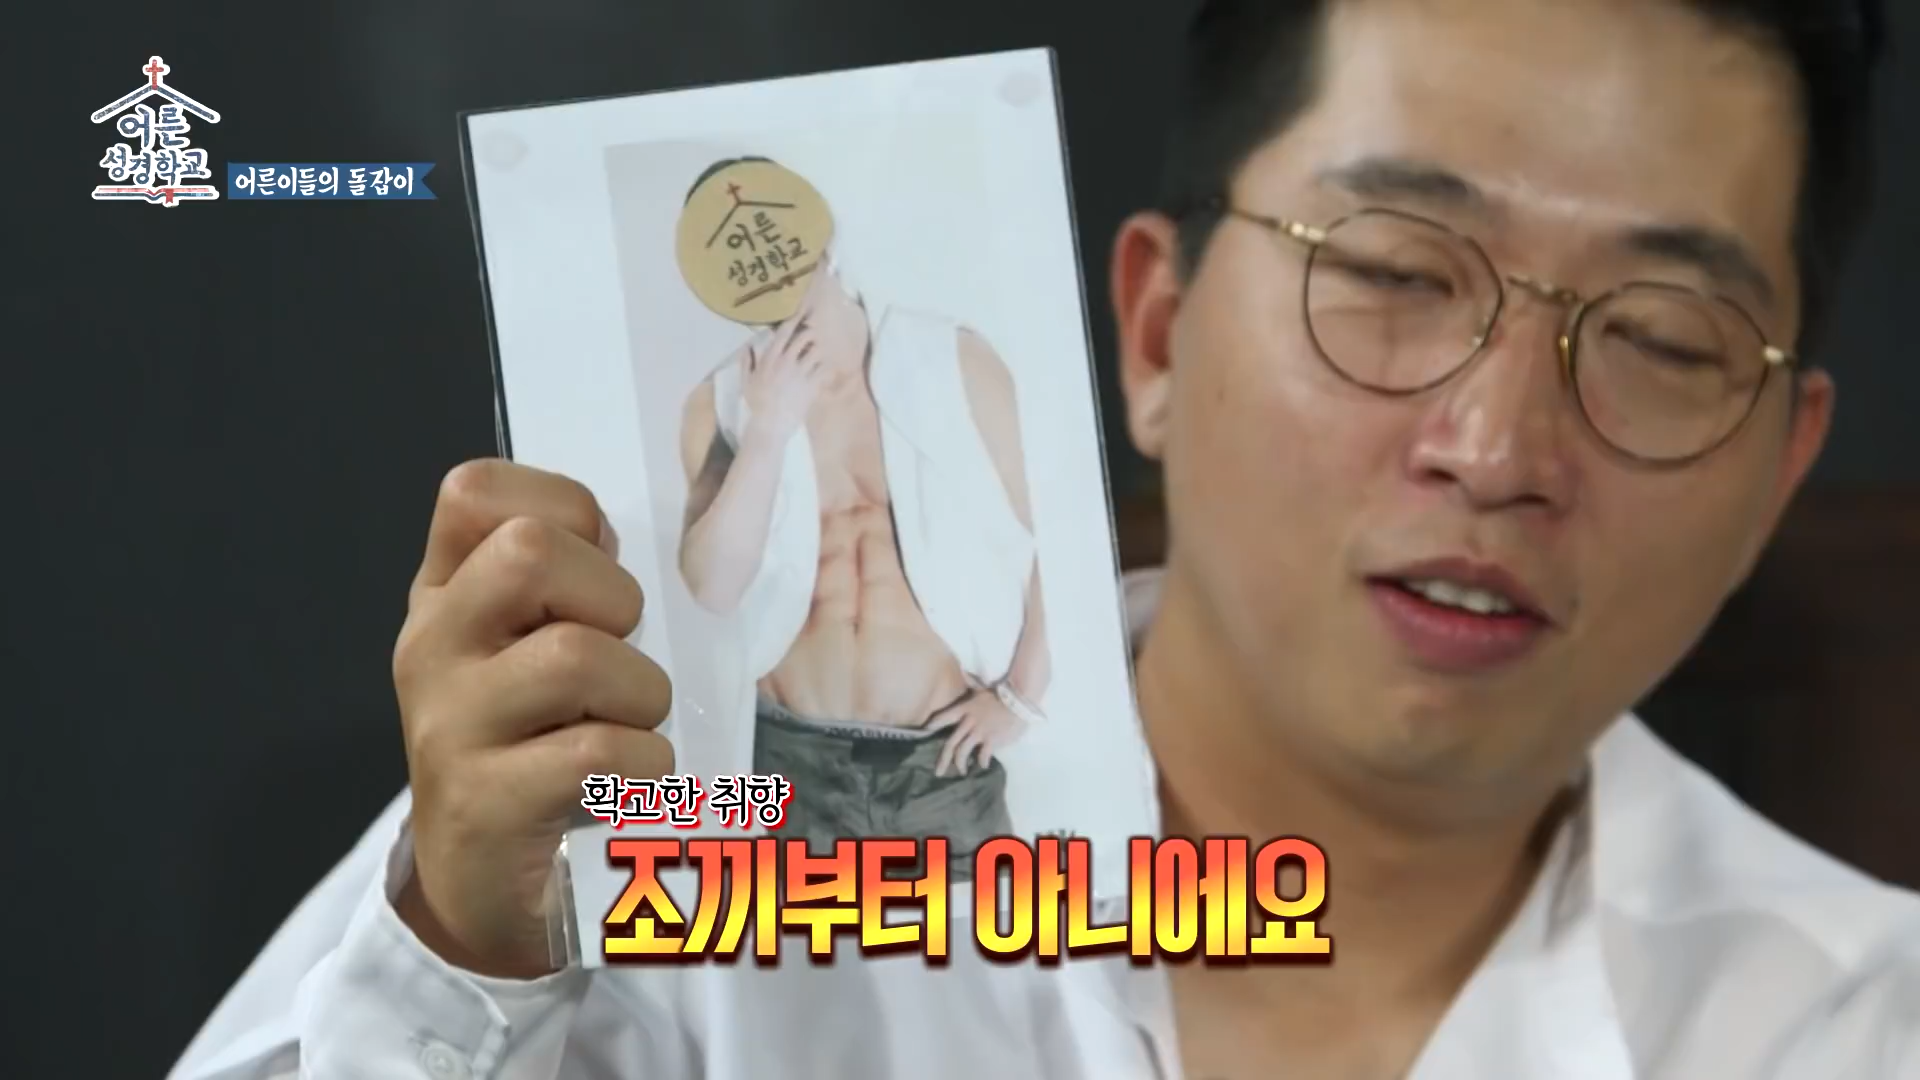 어른
성경학교
어른이들의 돌잡이
어른
성경학교
확고한 취향
조끼부터 아니에요